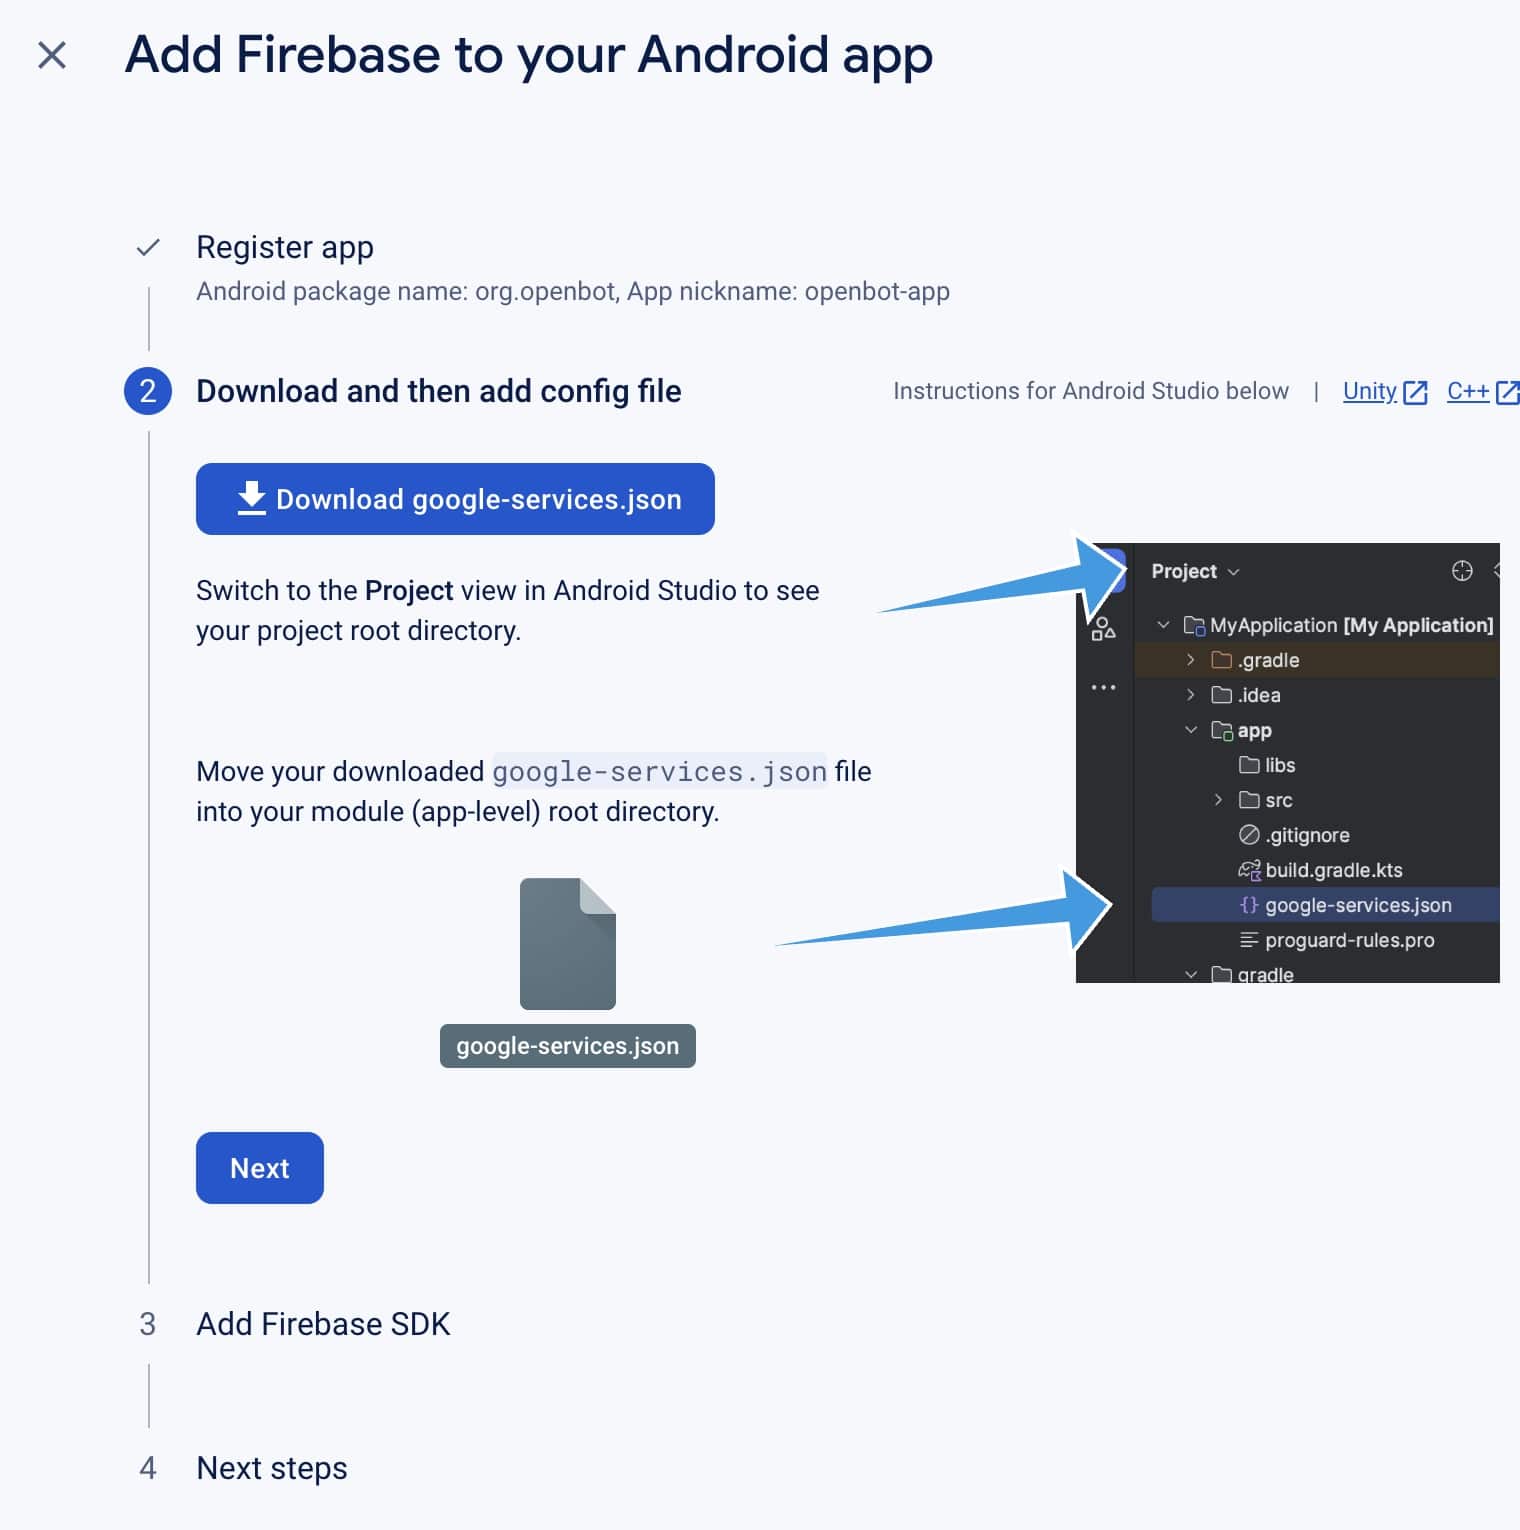 Add Firebase to your Android app
Register app
Android package name: org.openbot, App nickname: openbot-app
2
Download and then add config file
Instructions for Android Studio below | Unity C++
Download google-services.json
Switch to the Project view in Android Studio to see
your project root directory.
Move your downloaded google-services.json file
into your module (app-level) root directory.
google-services.json
Project
MyApplication [My Application]
.gradle
.idea
app
libs
src
.gitignore
build.gradle.kts
google-services.json
proguard-rules.pro
gradle
Next
3 Add Firebase SDK
4 Next steps